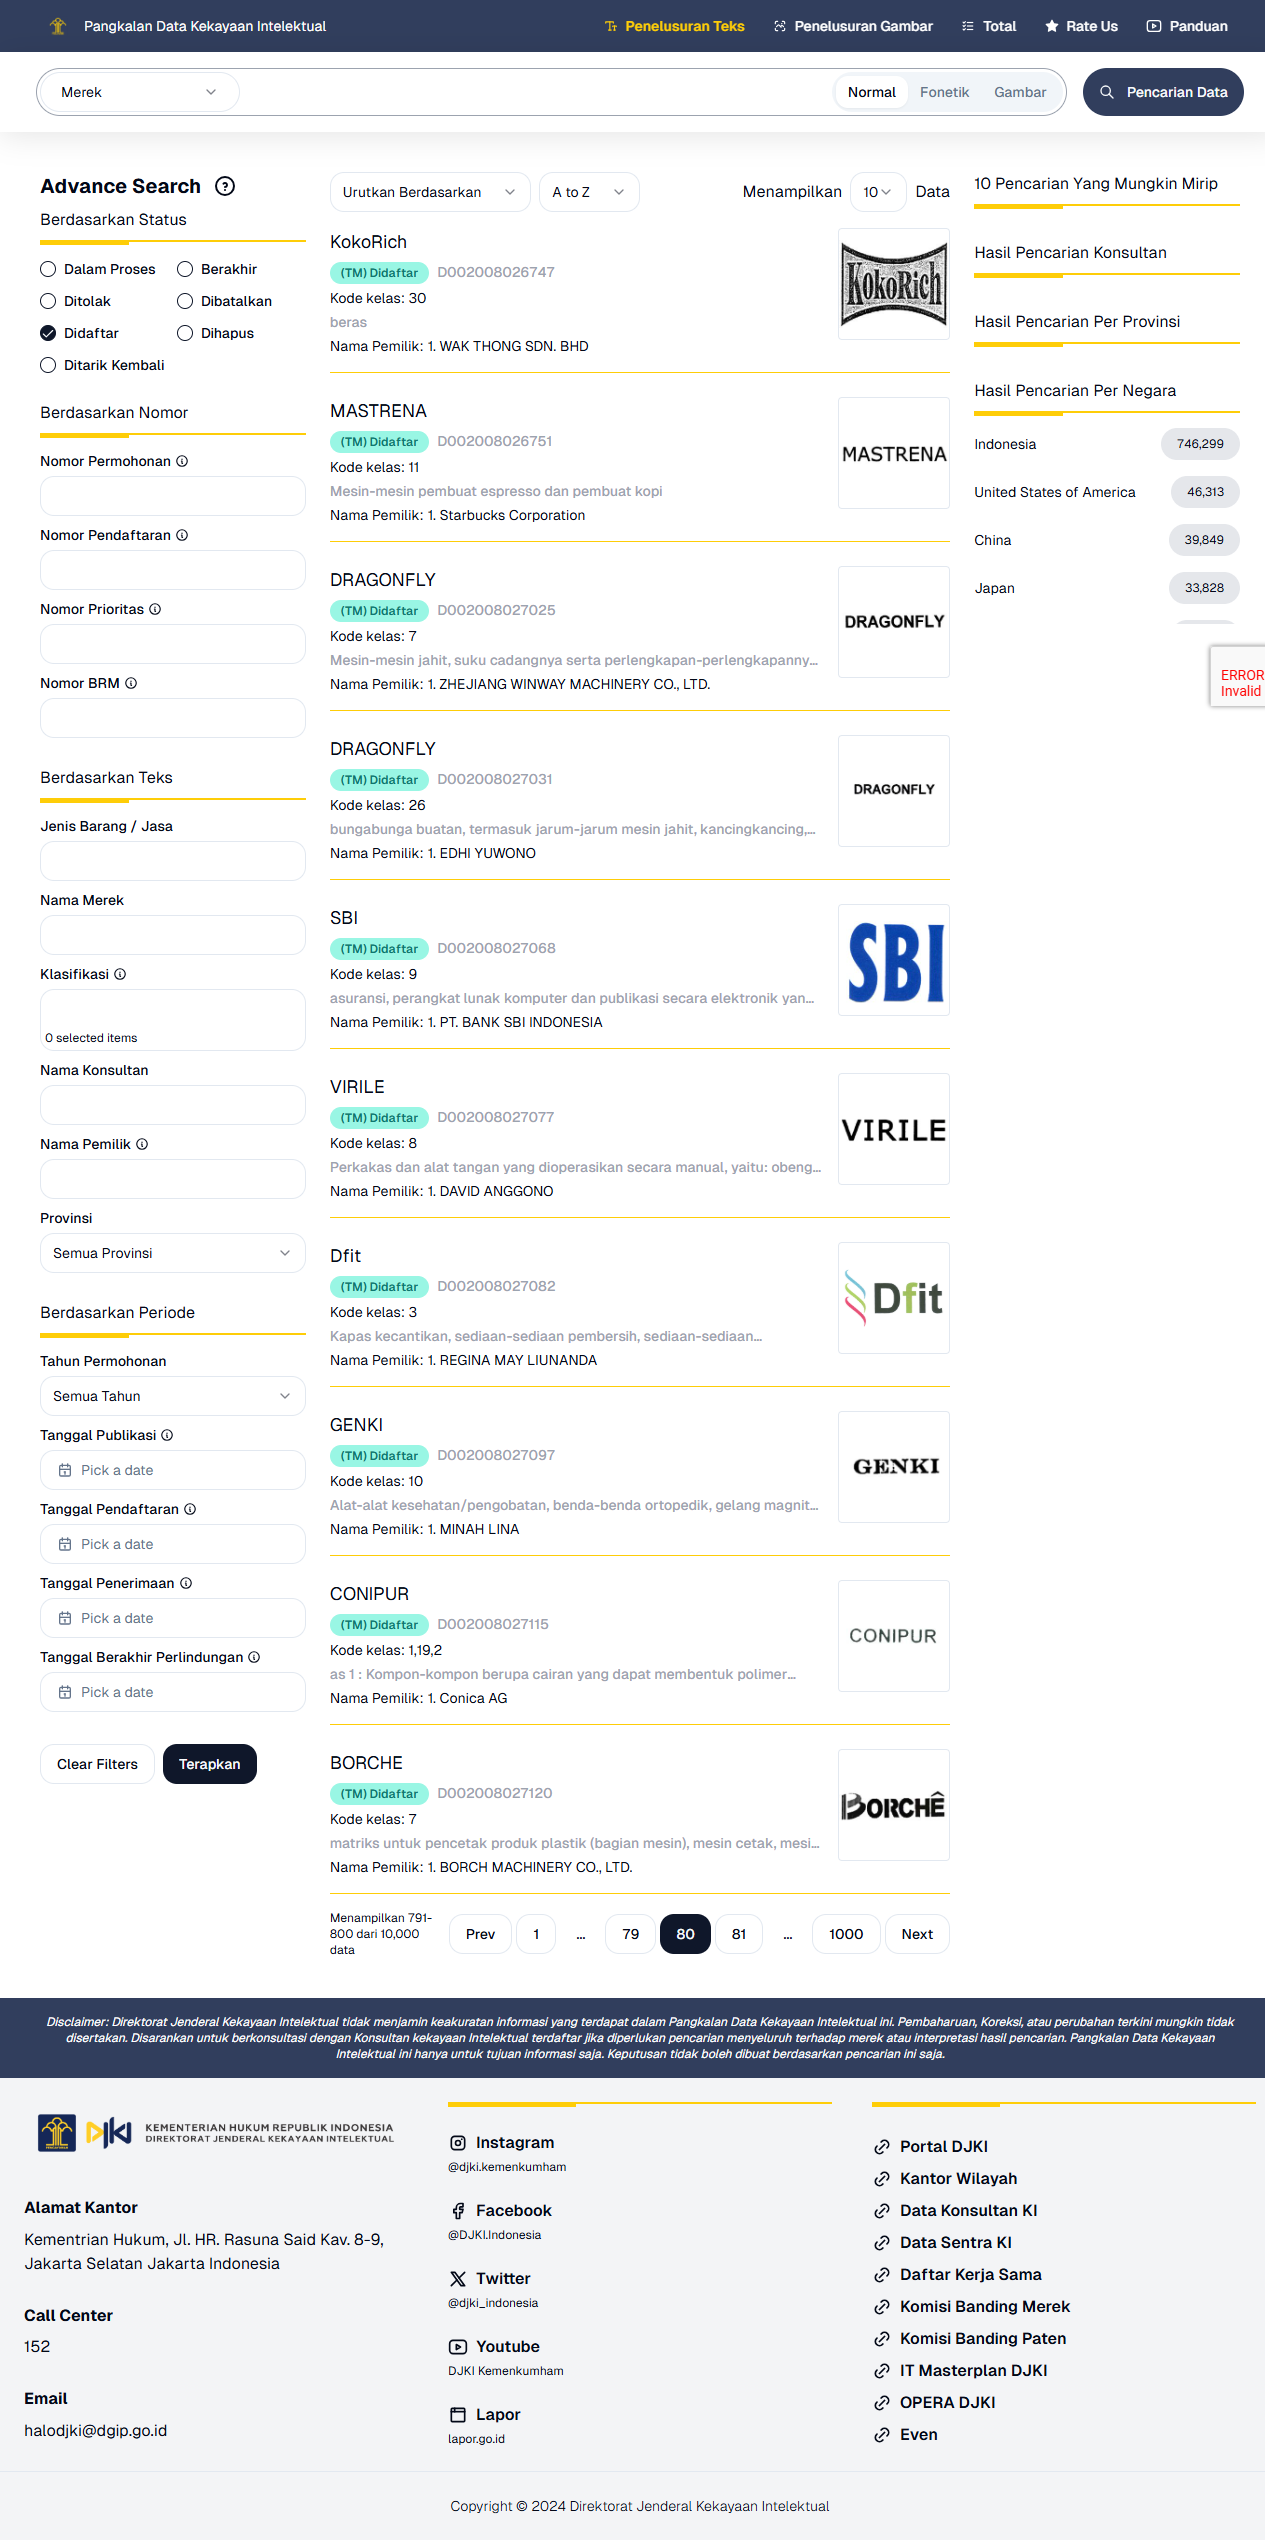 Pangkalan Data Kekayaan Intelektual
Penelusuran Teks
Penelusuran Gambar
Total
Rate Us
Panduan
Merek
Normal
Fonetik
Gambar
Pencarian Data
Advance Search
Berdasarkan Status
Dalam Proses
Berakhir
Ditolak
Dibatalkan
Didaftar
Dihapus
Ditarik Kembali
Berdasarkan Nomor
Nomor Permohonan
Nomor Pendaftaran
Nomor Prioritas
Nomor BRM
Berdasarkan Teks
Jenis Barang / Jasa
Nama Merek
Klasifikasi
0 selected items
Nama Konsultan
Nama Pemilik
Provinsi
Semua Provinsi
Berdasarkan Periode
Tahun Permohonan
Semua Tahun
Tanggal Publikasi
Pick a date
Tanggal Pendaftaran
Pick a date
Tanggal Penerimaan
Pick a date
Tanggal Berakhir Perlindungan
Pick a date
Clear Filters
Terapkan
Urutkan Berdasarkan
A to Z
Menampilkan 10 Data
KokoRich
(TM) Didaftar D002008026747
Kode kelas: 30
beras
Nama Pemilik: 1. WAK THONG SDN. BHD
KOKORICH
MASTRENA
(TM) Didaftar D002008026751
Kode kelas: 11
Mesin-mesin pembuat espresso dan pembuat kopi
Nama Pemilik: 1. Starbucks Corporation
MASTRENA
DRAGONFLY
(TM) Didaftar D002008027025
Kode kelas: 7
Mesin-mesin jahit, suku cadangnya serta perlengkapan-perlengkapanny...
Nama Pemilik: 1. ZHEJIANG WINWAY MACHINERY CO., LTD.
DRAGONFLY
DRAGONFLY
(TM) Didaftar D002008027031
Kode kelas: 26
bungabunga buatan, termasuk jarum-jarum mesin jahit, kancingkancing,...
Nama Pemilik: 1. EDHI YUWONO
DRAGONFLY
SBI
(TM) Didaftar D002008027068
Kode kelas: 9
asuransi, perangkat lunak komputer dan publikasi secara elektronik yan...
Nama Pemilik: 1. PT. BANK SBI INDONESIA
SBI
VIRILE
(TM) Didaftar D002008027077
Kode kelas: 8
Perkakas dan alat tangan yang dioperasikan secara manual, yaitu: obeng...
Nama Pemilik: 1. DAVID ANGGONO
VIRILE
Dfit
(TM) Didaftar D002008027082
Kode kelas: 3
Kapas kecantikan, sediaan-sediaan pembersih, sediaan-sediaan...
Nama Pemilik: 1. REGINA MAY LIUNANDA
Dfit
GENKI
(TM) Didaftar D002008027097
Kode kelas: 10
Alat-alat kesehatan/pengobatan, benda-benda ortopedik, gelang magnit...
Nama Pemilik: 1. MINAH LINA
GENKI
CONIPUR
(TM) Didaftar D002008027115
Kode kelas: 1,19,2
as 1 : Kompon-kompon berupa cairan yang dapat membentuk polimer...
Nama Pemilik: 1. Conica AG
CONIPUR
BORCHE
(TM) Didaftar D002008027120
Kode kelas: 7
matriks untuk pencetak produk plastik (bagian mesin), mesin cetak, mesi...
Nama Pemilik: 1. BORCH MACHINERY CO., LTD.
BORCHÊ
Menampilkan 791-
800 dari 10,000
data
Prev 1 ... 79 80 81 ... 1000 Next
10 Pencarian Yang Mungkin Mirip
Hasil Pencarian Konsultan
Hasil Pencarian Per Provinsi
Hasil Pencarian Per Negara
Indonesia 746,299
United States of America 46,313
China 39,849
Japan 33,828
ERROR
Invalid
Disclaimer: Direktorat Jenderal Kekayaan Intelektual tidak menjamin keakuratan informasi yang terdapat dalam Pangkalan Data Kekayaan Intelektual ini. Pembaharuan, Koreksi, atau perubahan terkini mungkin tidak
disertakan. Disarankan untuk berkonsultasi dengan Konsultan kekayaan Intelektual terdaftar jika diperlukan pencarian menyeluruh terhadap merek atau interpretasi hasil pencarian. Pangkalan Data Kekayaan
Intelektual ini hanya untuk tujuan informasi saja. Keputusan tidak boleh dibuat berdasarkan pencarian ini saja.
DJKI
KEMENTERIAN HUKUM REPUBLIK INDONESIA
DIREKTORAT JENDERAL KEKAYAAN INTELEKTUAL
Alamat Kantor
Kementrian Hukum, Jl. HR. Rasuna Said Kav. 8-9,
Jakarta Selatan Jakarta Indonesia
Call Center
152
Email
halodjki@dgip.go.id
Instagram
@djki.kemenkumham
Facebook
@DJKI.Indonesia
Twitter
@djki_indonesia
Youtube
DJKI Kemenkumham
Lapor
lapor.go.id
Portal DJKI
Kantor Wilayah
Data Konsultan KI
Data Sentra KI
Daftar Kerja Sama
Komisi Banding Merek
Komisi Banding Paten
IT Masterplan DJKI
OPERA DJKI
Even
Copyright © 2024 Direktorat Jenderal Kekayaan Intelektual